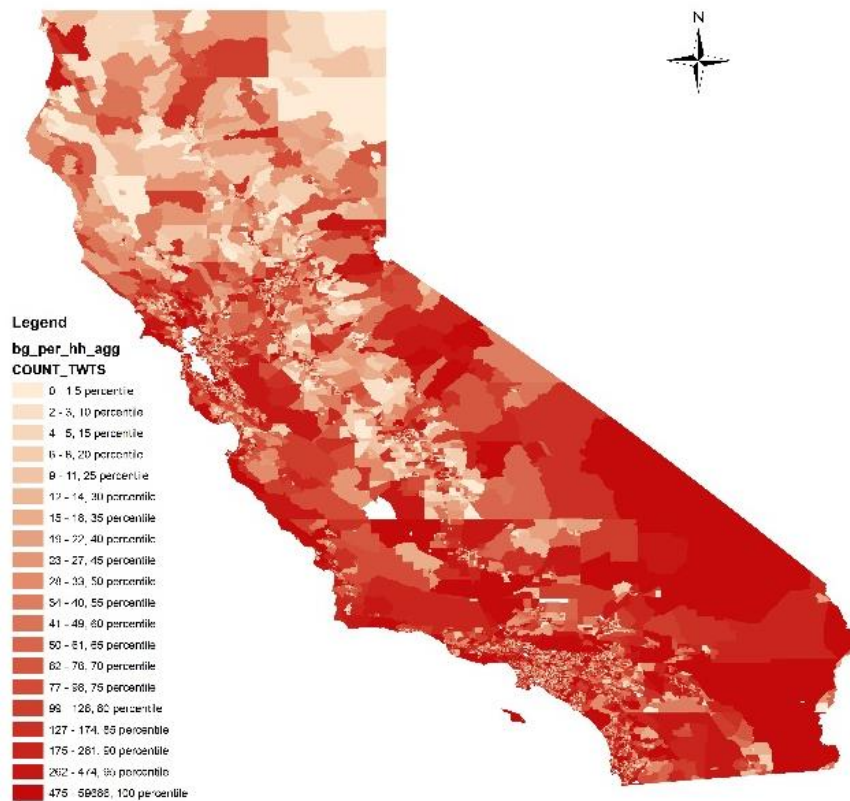 N
Legend
bg_per_hh_agg
COUNT_TWTS
0 - 1 5 percentile
2 - 3, 10 percentile
4 - 5, 15 percentile
6 - 8, 20 percentile
9 - 11, 25 percentile
12 - 14, 30 percentile
15 - 18, 35 percentile
19 - 22, 40 percentile
23 - 27, 45 percentile
28 - 33, 50 percentile
34 - 40, 55 percentile
41 - 49, 60 percentile
50 - 61, 65 percentile
62 - 76, 70 percentile
77 - 98, 75 percentile
99 - 126, 80 percentile
127 - 174, 85 percentile
175 - 261, 90 percentile
262 - 474, 95 percentile
475 - 59686, 100 percentile